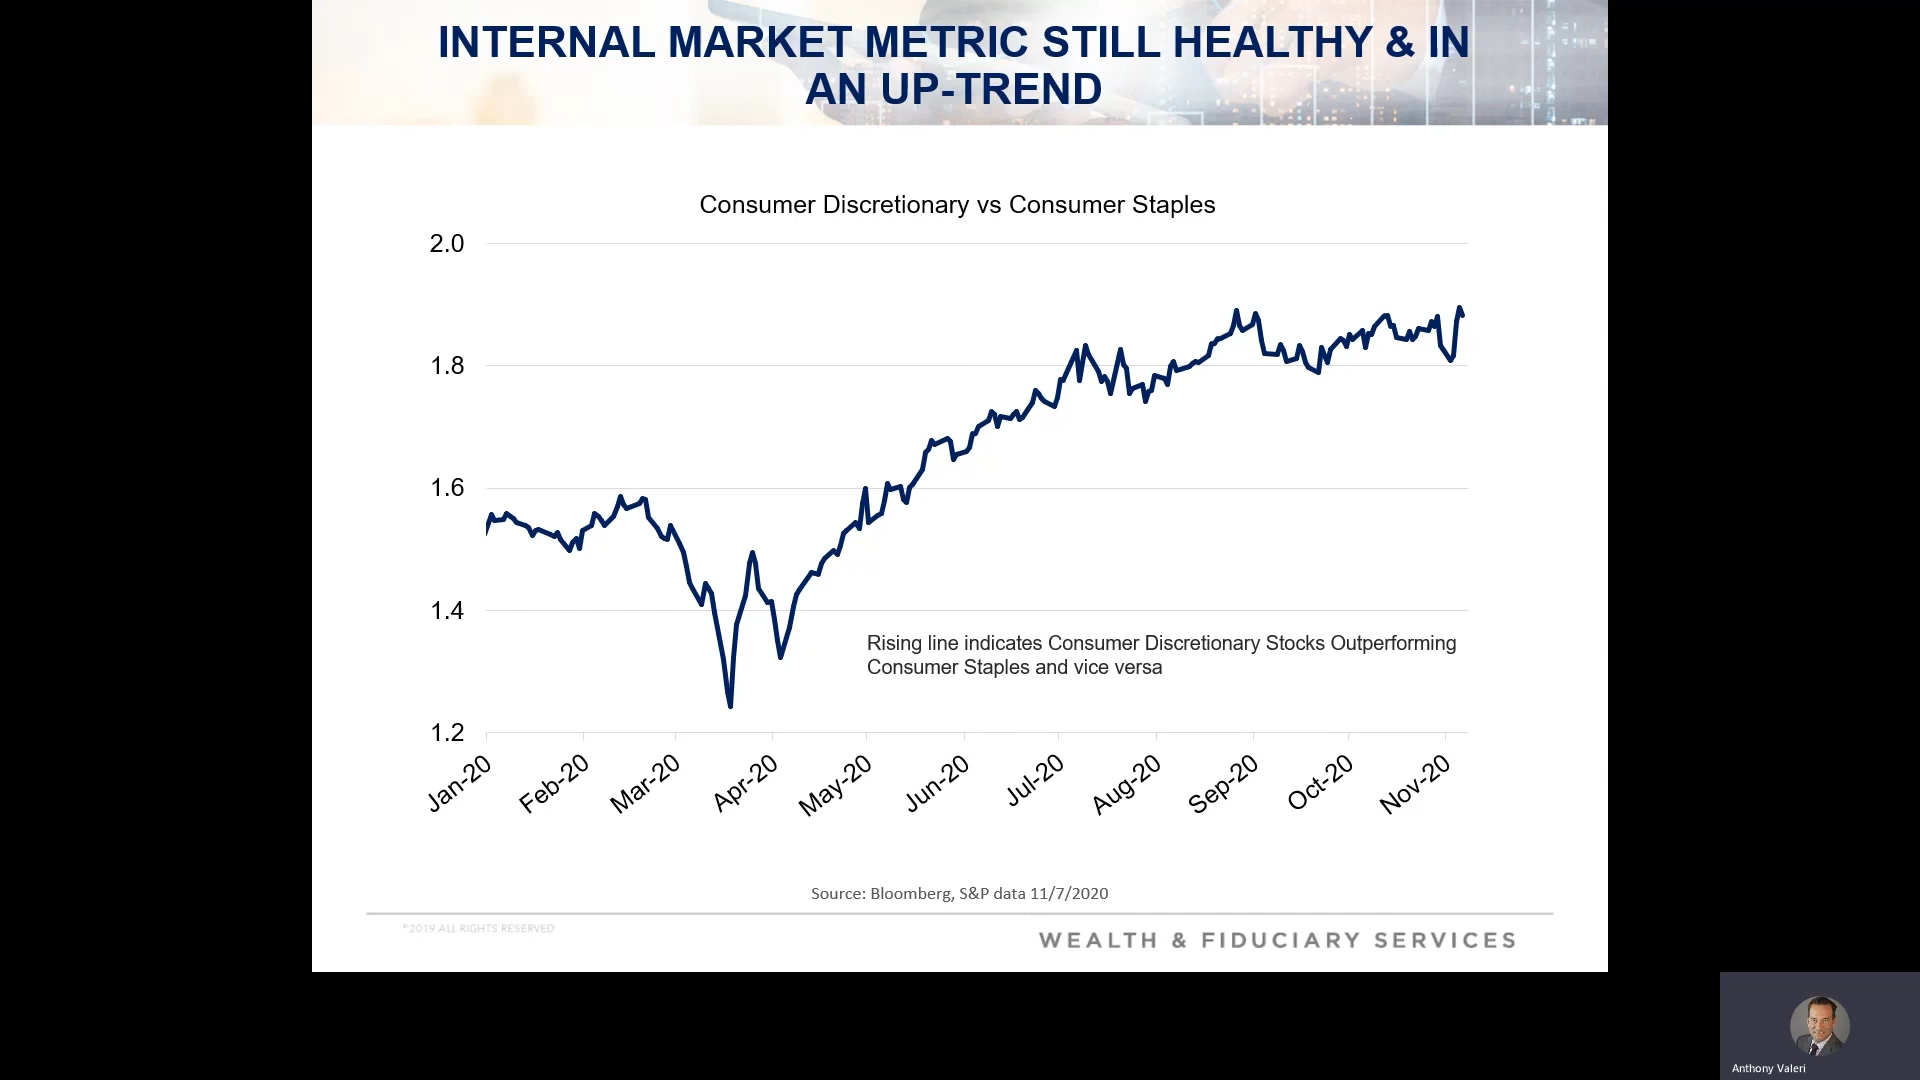 INTERNAL MARKET METRIC STILL HEALTHY & IN
AN UP-TREND
Consumer Discretionary vs Consumer Staples
2.0
1.8
1.6
1.4
1.2
Rising line indicates Consumer Discretionary Stocks Outperforming
Consumer Staples and vice versa
Jan-20
Feb-20
Mar-20
Apr-20
May-20
Jun-20
Jul-20
Aug-20
Sep-20
Oct-20
Nov-20
Source: Bloomberg, S&P data 11/7/2020
©2019 ALL RIGHTS RESERVED
WEALTH & FIDUCIARY SERVICES
Anthony Valeri